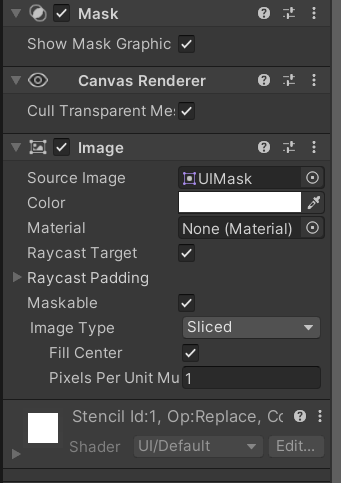 Mask
Show Mask Graphic
Canvas Renderer
Cull Transparent Me
Image
Source Image UIMask
Color
Material None (Material)
Raycast Target
Raycast Padding
Maskable
Image Type Sliced
Fill Center
Pixels Per Unit Mu 1
Stencil Id:1, Op:Replace, Co
Shader UI/Default Edit...